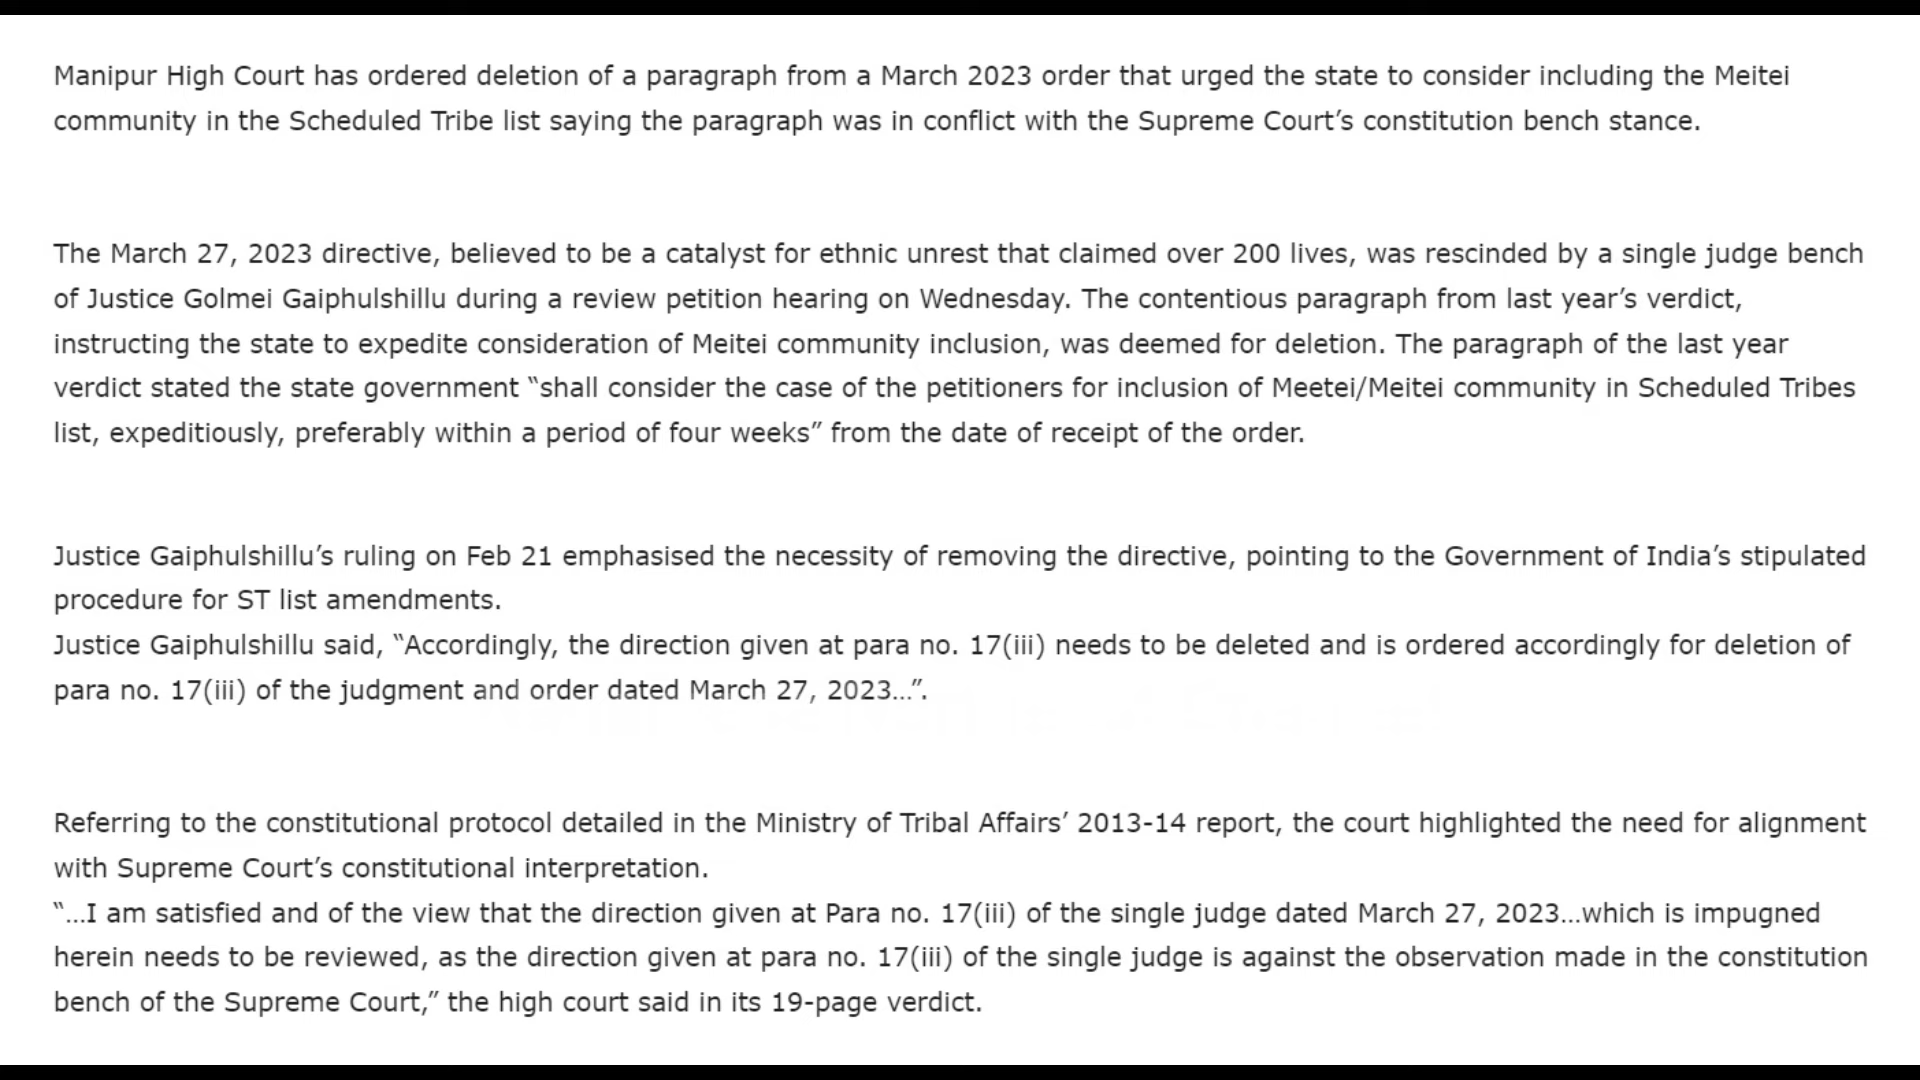 Manipur High Court has ordered deletion of a paragraph from a March 2023 order that urged the state to consider including the Meitei
community in the Scheduled Tribe list saying the paragraph was in conflict with the Supreme Court’s constitution bench stance.
The March 27, 2023 directive, believed to be a catalyst for ethnic unrest that claimed over 200 lives, was rescinded by a single judge bench
of Justice Golmei Gaiphulshillu during a review petition hearing on Wednesday. The contentious paragraph from last year’s verdict,
instructing the state to expedite consideration of Meitei community inclusion, was deemed for deletion. The paragraph of the last year
verdict stated the state government “shall consider the case of the petitioners for inclusion of Meetei/Meitei community in Scheduled Tribes
list, expeditiously, preferably within a period of four weeks” from the date of receipt of the order.
Justice Gaiphulshillu’s ruling on Feb 21 emphasised the necessity of removing the directive, pointing to the Government of India’s stipulated
procedure for ST list amendments.
Justice Gaiphulshillu said, “Accordingly, the direction given at para no. 17(iii) needs to be deleted and is ordered accordingly for deletion of
para no. 17(iii) of the judgment and order dated March 27, 2023…”.
Referring to the constitutional protocol detailed in the Ministry of Tribal Affairs’ 2013-14 report, the court highlighted the need for alignment
with Supreme Court’s constitutional interpretation.
“…I am satisfied and of the view that the direction given at Para no. 17(iii) of the single judge dated March 27, 2023…which is impugned
herein needs to be reviewed, as the direction given at para no. 17(iii) of the single judge is against the observation made in the constitution
bench of the Supreme Court,” the high court said in its 19-page verdict.